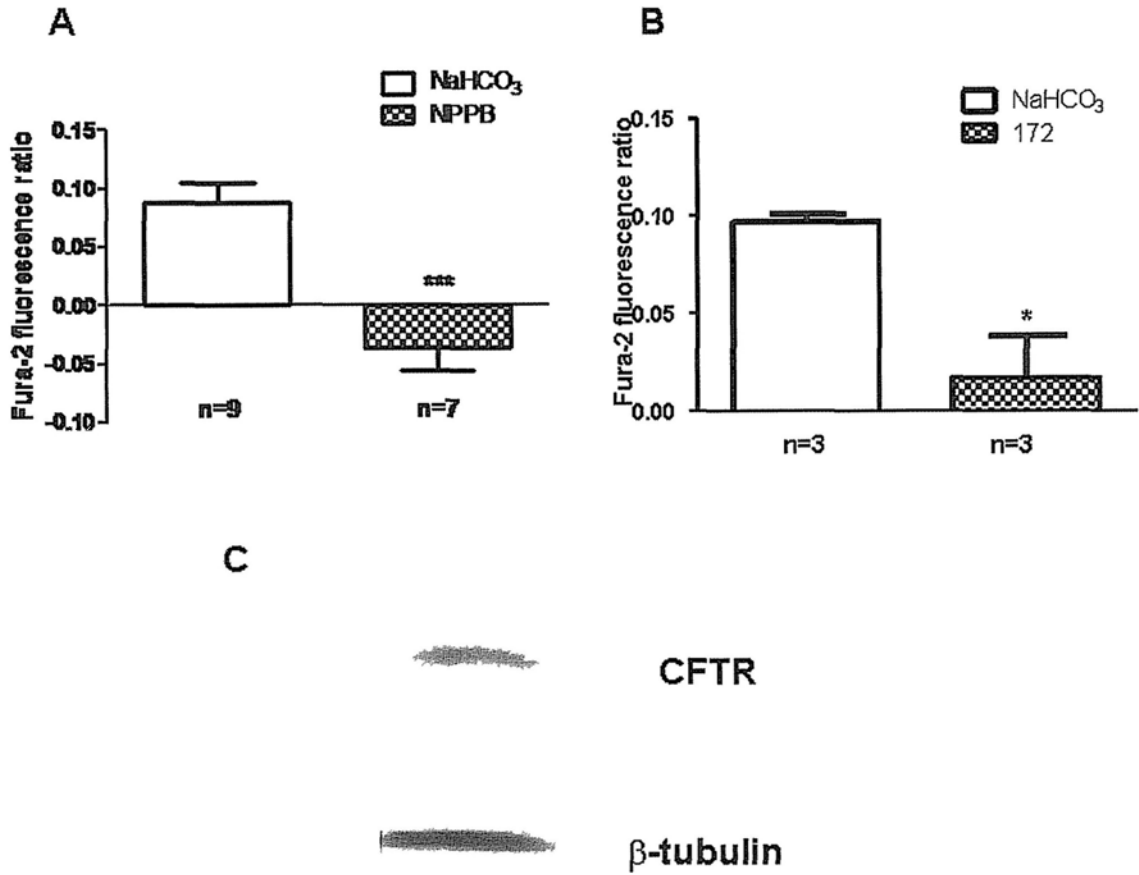 A
NaHCO₃
NPPB
Fura-2 fluorescence ratio
0.15
0.10
0.05
0.00
-0.05
-0.10
***
n=9
n=7
B
NaHCO₃
172
Fura-2 fluorescence ratio
0.15
0.10
0.05
0.00
*
n=3
n=3
C
CFTR
β-tubulin